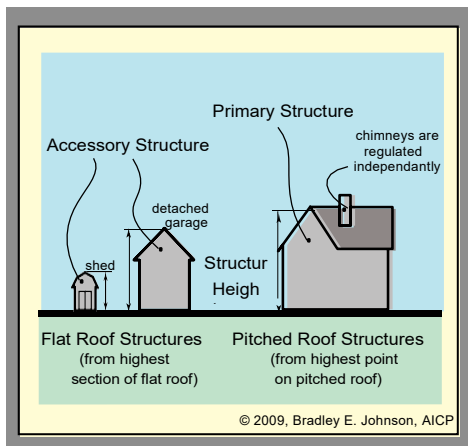 Primary Structure
Accessory Structure
chimneys are
regulated
independantly
detached
garage
shed
Structur
Heigh
Flat Roof Structures
(from highest
section of flat roof)
Pitched Roof Structures
(from highest point
on pitched roof)
© 2009, Bradley E. Johnson, AICP